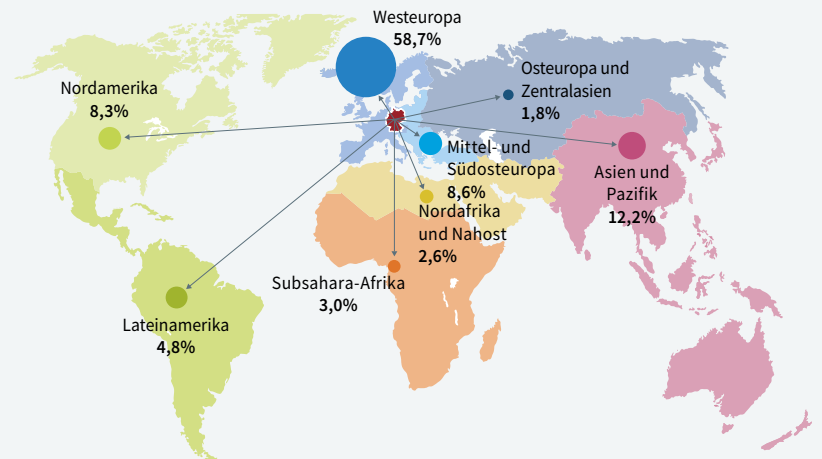 Westeuropa
58,7%
Nordamerika
8,3%
Osteuropa und
Zentralasien
1,8%
Mittel- und
Südosteuropa
8,6%
Asien und
Pazifik
12,2%
Nordafrika
und Nahost
2,6%
Subsahara-Afrika
3,0%
Lateinamerika
4,8%